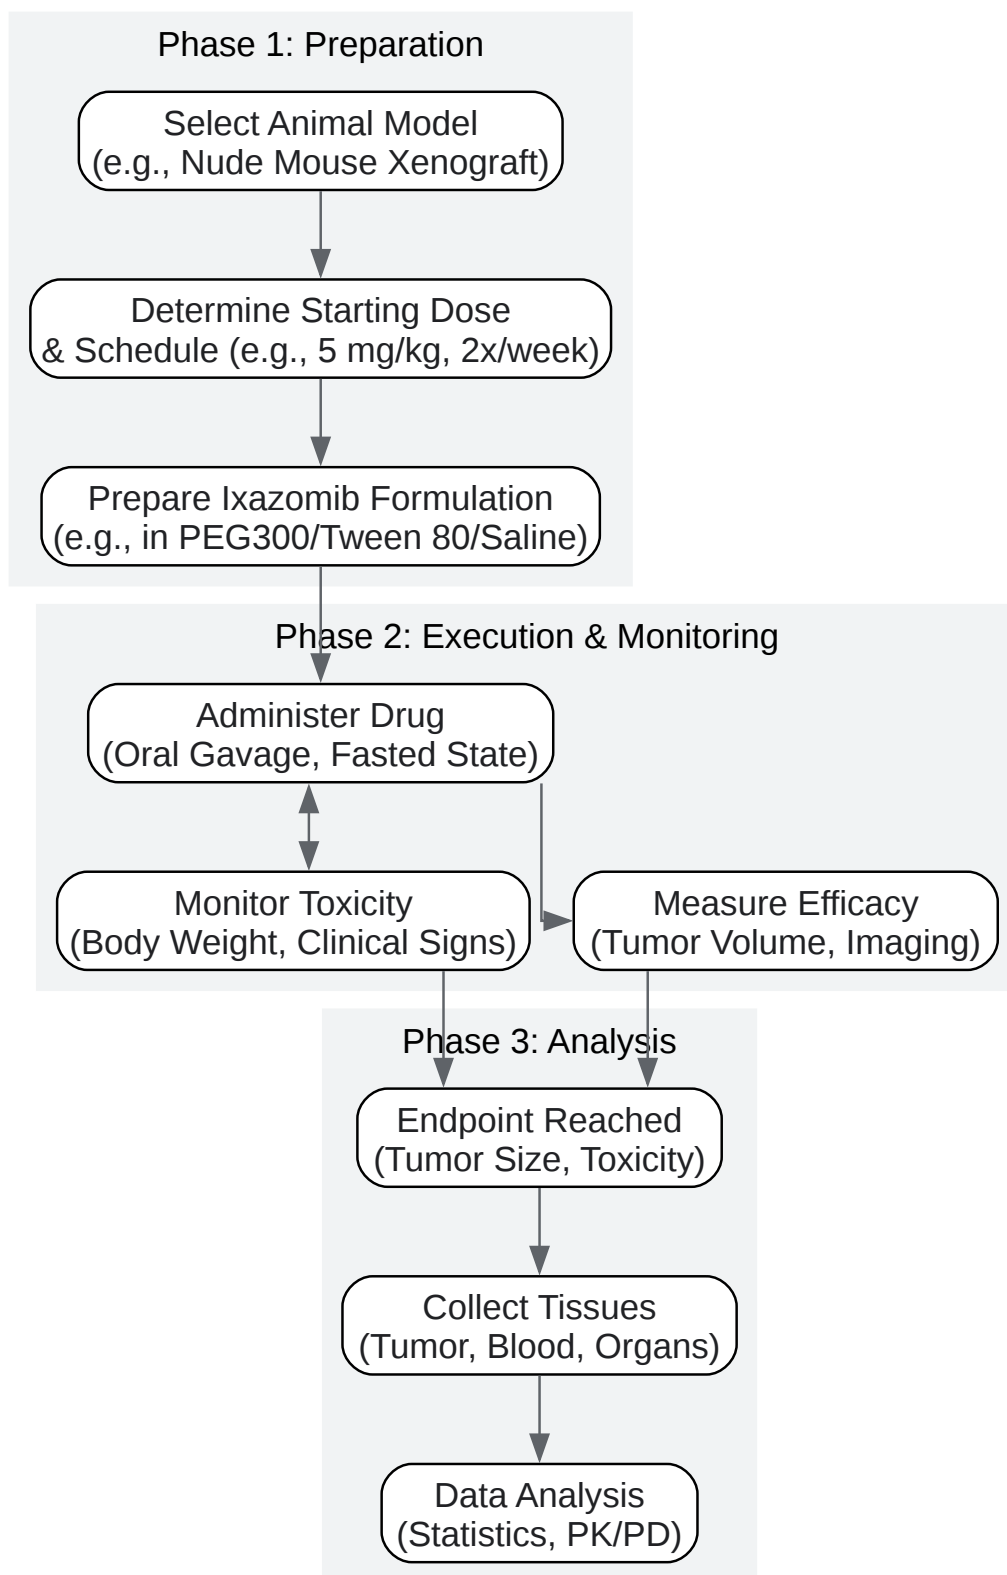 Phase 1: Preparation
Select Animal Model
(e.g., Nude Mouse Xenograft)
Determine Starting Dose
& Schedule (e.g., 5 mg/kg, 2x/week)
Prepare Ixazomib Formulation
(e.g., in PEG300/Tween 80/Saline)
Phase 2: Execution & Monitoring
Administer Drug
(Oral Gavage, Fasted State)
Monitor Toxicity
(Body Weight, Clinical Signs)
Measure Efficacy
(Tumor Volume, Imaging)
Phase 3: Analysis
Endpoint Reached
(Tumor Size, Toxicity)
Collect Tissues
(Tumor, Blood, Organs)
Data Analysis
(Statistics, PK/PD)